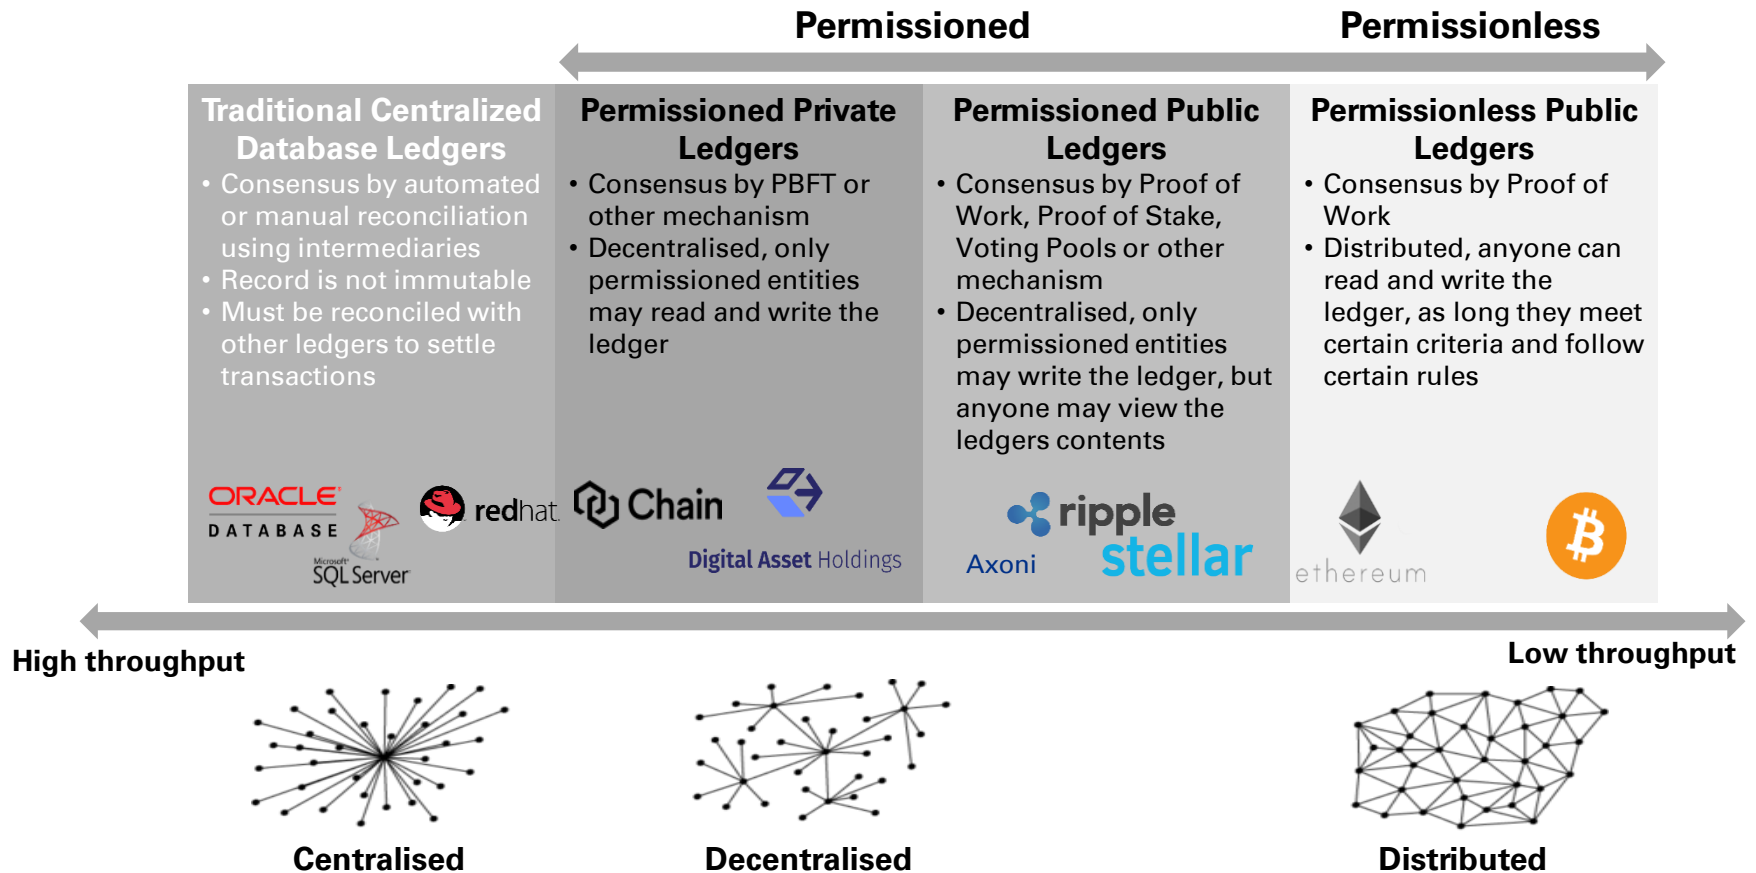 Permissioned
Permissionless
Traditional Centralized
Database Ledgers
• Consensus by automated
or manual reconciliation
using intermediaries
• Record is not immutable
• Must be reconciled with
other ledgers to settle
transactions
ORACLE
DATABASE
Microsoft
SQL Server
redhat.
Permissioned Private
Ledgers
• Consensus by PBFT or
other mechanism
• Decentralised, only
permissioned entities
may read and write the
ledger
Chain
Digital Asset Holdings
Permissioned Public
Ledgers
• Consensus by Proof of
Work, Proof of Stake,
Voting Pools or other
mechanism
• Decentralised, only
permissioned entities
may write the ledger, but
anyone may view the
ledgers contents
ripple
Axoni
stellar
Permissionless Public
Ledgers
• Consensus by Proof of
Work
• Distributed, anyone can
read and write the
ledger, as long they meet
certain criteria and follow
certain rules
ethereum
High throughput
Low throughput
Centralised
Decentralised
Distributed